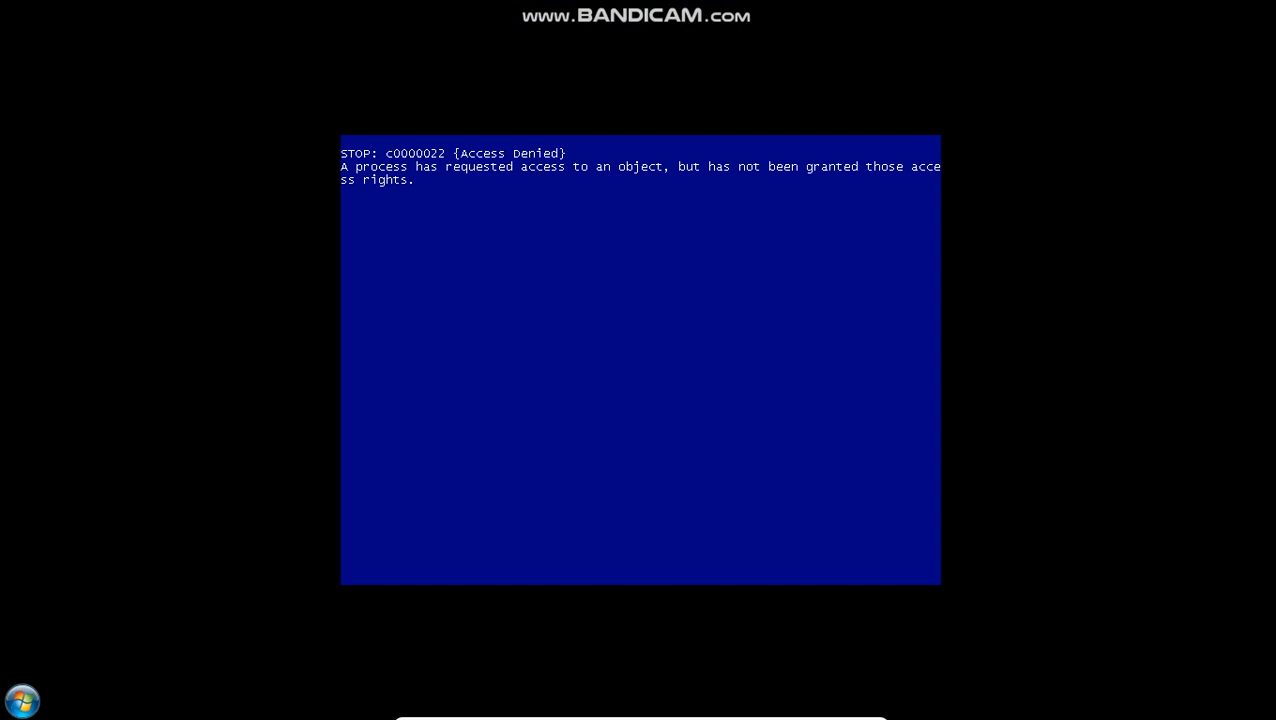 www.BANDICAM.COM
STOP: c0000022 {Access Denied}
A process has requested access to an object, but has not been granted those acce
ss rights.